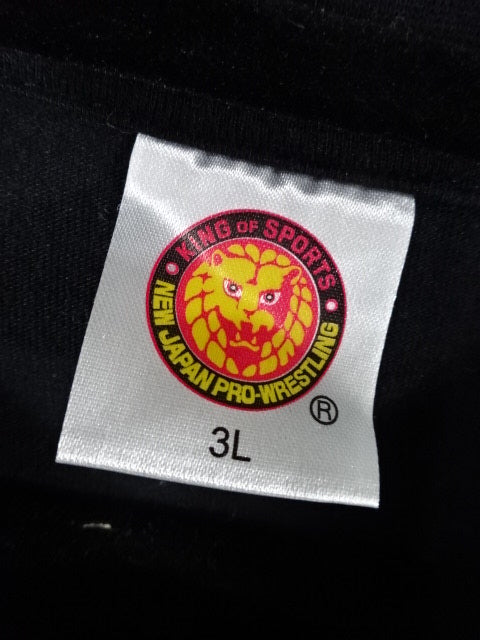 KING OF SPORTS
NEW JAPAN PRO-WRESTLING
®
3L